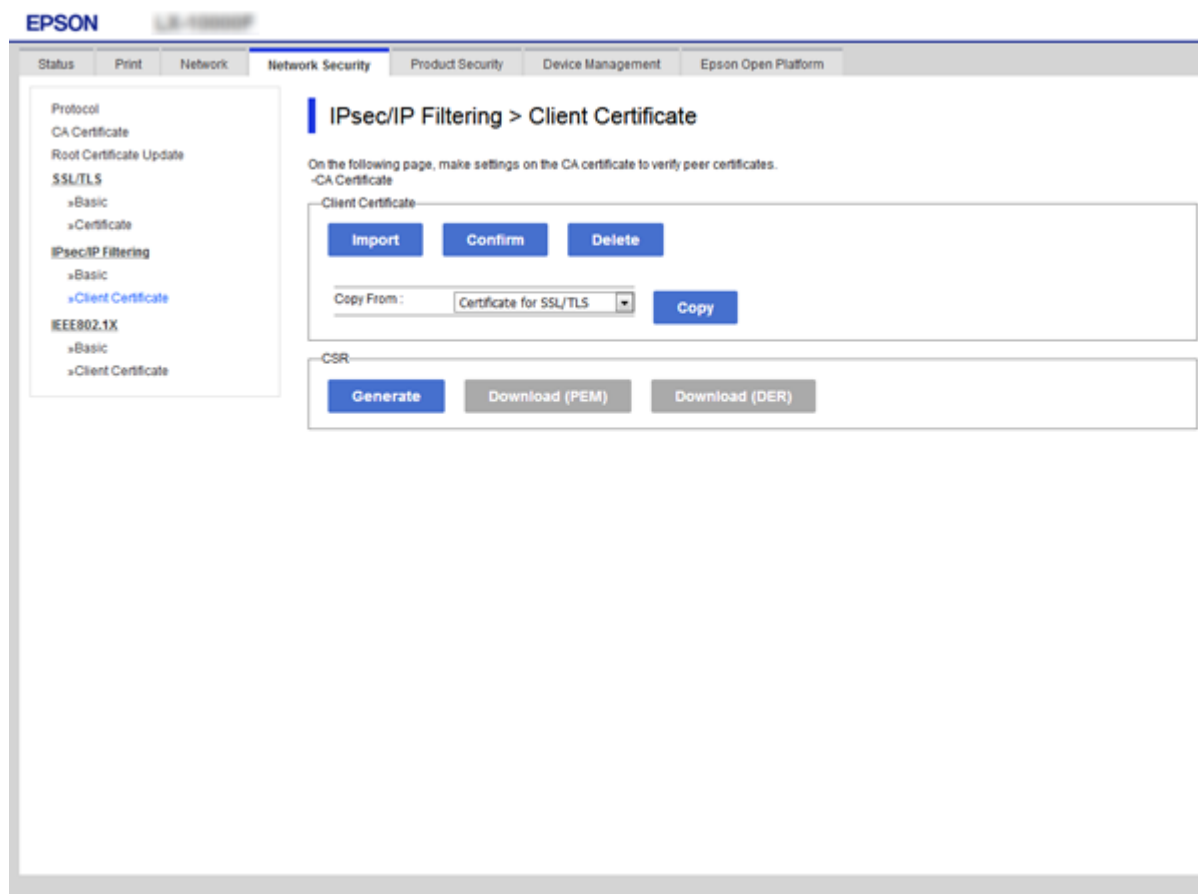 EPSON
Status Print Network Network Security Product Security Device Management Epson Open Platform
Protocol
CA Certificate
Root Certificate Update
SSL/TLS
»Basic
»Certificate
IPsec/IP Filtering
»Basic
»Client Certificate
IEEE802.1X
»Basic
»Client Certificate
IPsec/IP Filtering > Client Certificate
On the following page, make settings on the CA certificate to verify peer certificates.
-CA Certificate
Client Certificate
Import Confirm Delete
Copy From : Certificate for SSL/TLS Copy
CSR
Generate Download (PEM) Download (DER)